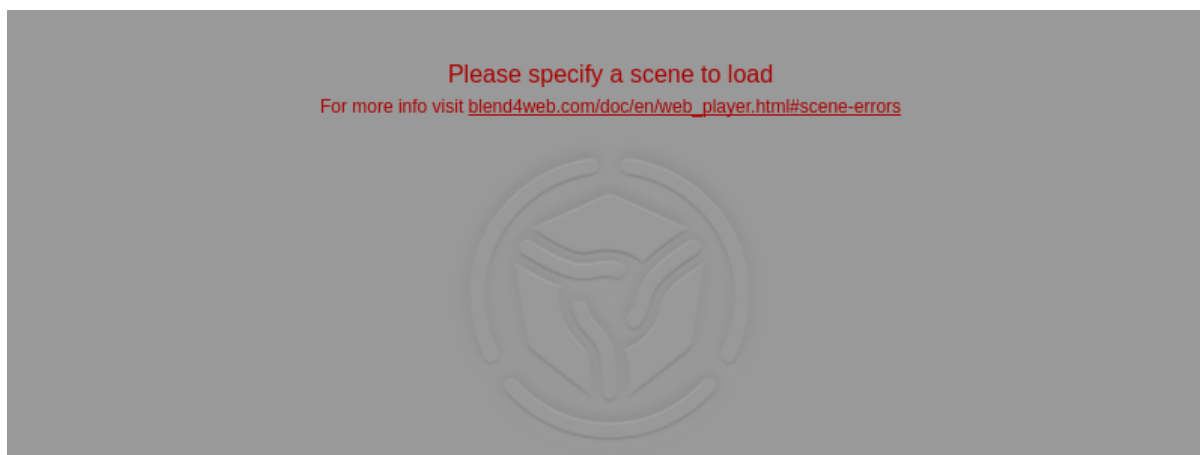 Please specify a scene to load
For more info visit blend4web.com/doc/en/web_player.html#scene-errors